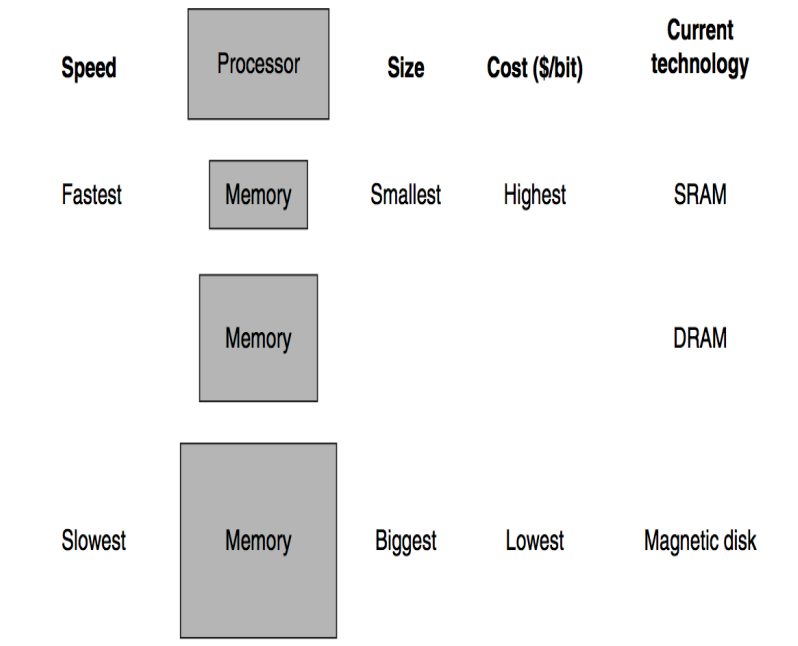 Speed Processor Size Cost ($/bit) Current
technology
Fastest Memory Smallest Highest SRAM
Memory DRAM
Slowest Memory Biggest Lowest Magnetic disk